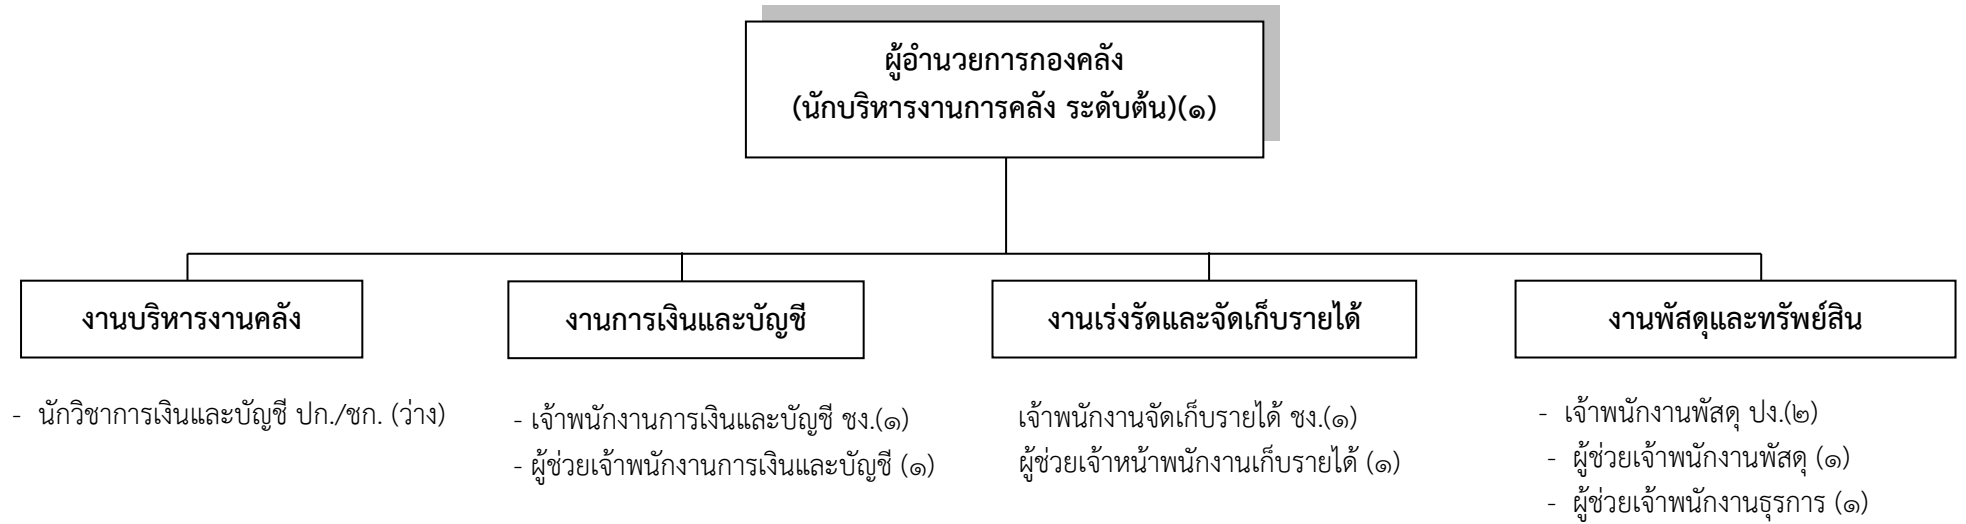 ผู้อำนวยการกองคลัง
(นักบริหารงานการคลัง ระดับต้น)(๑)
งานบริหารงานคลัง
- นักวิชาการเงินและบัญชี ปก./ชก. (ว่าง)
งานการเงินและบัญชี
- เจ้าพนักงานการเงินและบัญชี ชง.(๑)
- ผู้ช่วยเจ้าพนักงานการเงินและบัญชี (๑)
งานเร่งรัดและจัดเก็บรายได้
เจ้าพนักงานจัดเก็บรายได้ ชง.(๑)
ผู้ช่วยเจ้าหน้าพนักงานเก็บรายได้ (๑)
งานพัสดุและทรัพย์สิน
- เจ้าพนักงานพัสดุ ปง.(๒)
- ผู้ช่วยเจ้าพนักงานพัสดุ (๑)
- ผู้ช่วยเจ้าพนักงานธุรการ (๑)